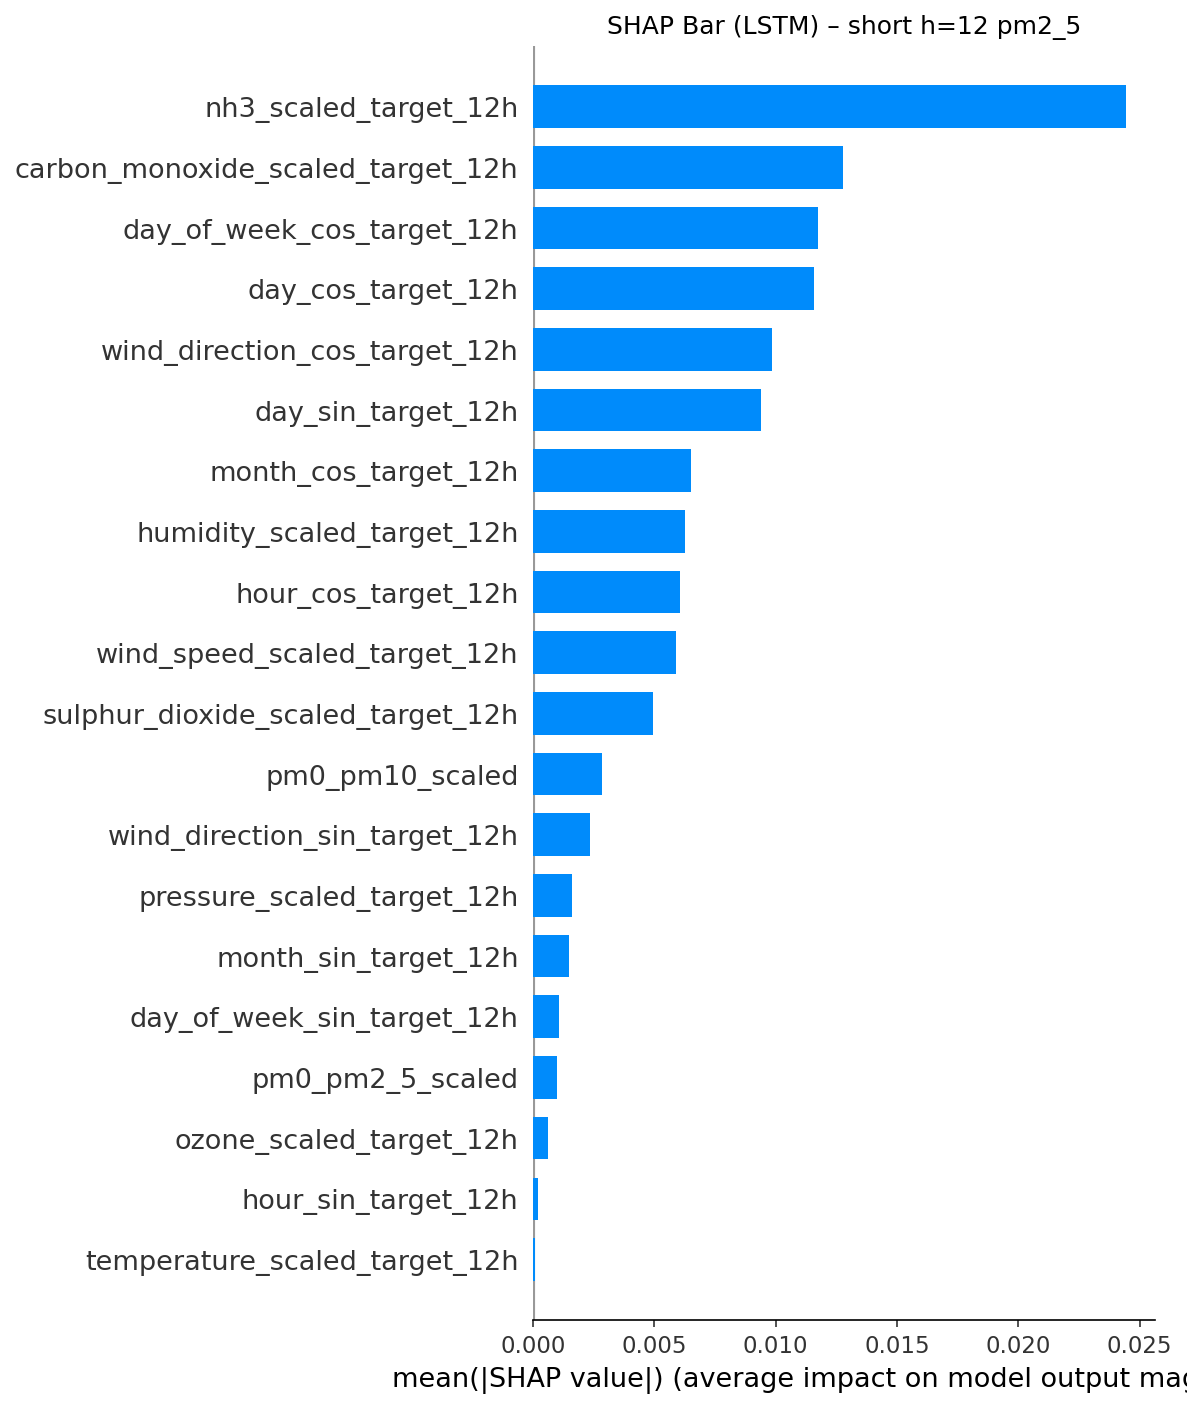 SHAP Bar (LSTM) – short h=12 pm2_5
nh3_scaled_target_12h
carbon_monoxide_scaled_target_12h
day_of_week_cos_target_12h
day_cos_target_12h
wind_direction_cos_target_12h
day_sin_target_12h
month_cos_target_12h
humidity_scaled_target_12h
hour_cos_target_12h
wind_speed_scaled_target_12h
sulphur_dioxide_scaled_target_12h
pm0_pm10_scaled
wind_direction_sin_target_12h
pressure_scaled_target_12h
month_sin_target_12h
day_of_week_sin_target_12h
pm0_pm2_5_scaled
ozone_scaled_target_12h
hour_sin_target_12h
temperature_scaled_target_12h
0.000 0.005 0.010 0.015 0.020 0.025
mean(|SHAP value|) (average impact on model output